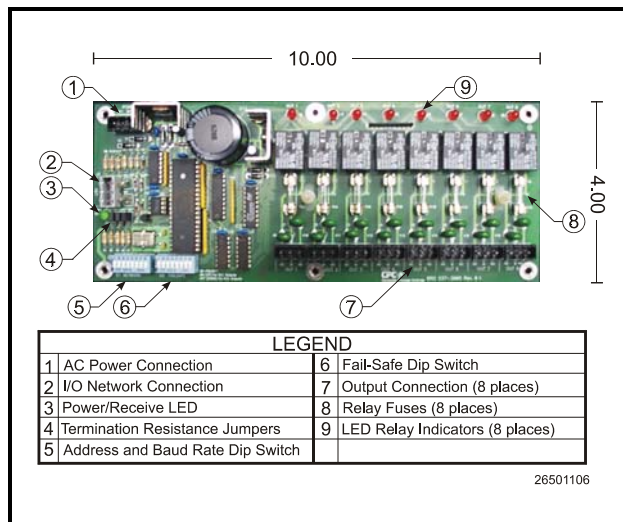 10.00
1
9
2
3
4
4.00
8
5
6
7
CPC
LEGEND
1 AC Power Connection
2 I/O Network Connection
3 Power/Receive LED
4 Termination Resistance Jumpers
5 Address and Baud Rate Dip Switch
6 Fail-Safe Dip Switch
7 Output Connection (8 places)
8 Relay Fuses (8 places)
9 LED Relay Indicators (8 places)
26501106